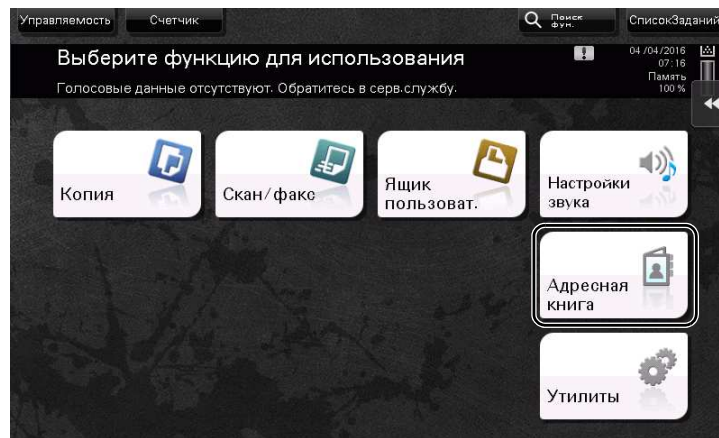 Управляемость
Счетчик
Поиск
фун.
СписокЗаданий
Выберите функцию для использования
04/04/2016
07:16
Голосовые данные отсутствуют. Обратитесь в серв.службу.
Память
100 %
Копия
Скан/факс
Ящик
пользоват.
Настройки
звука
Адресная
книга
Утилиты